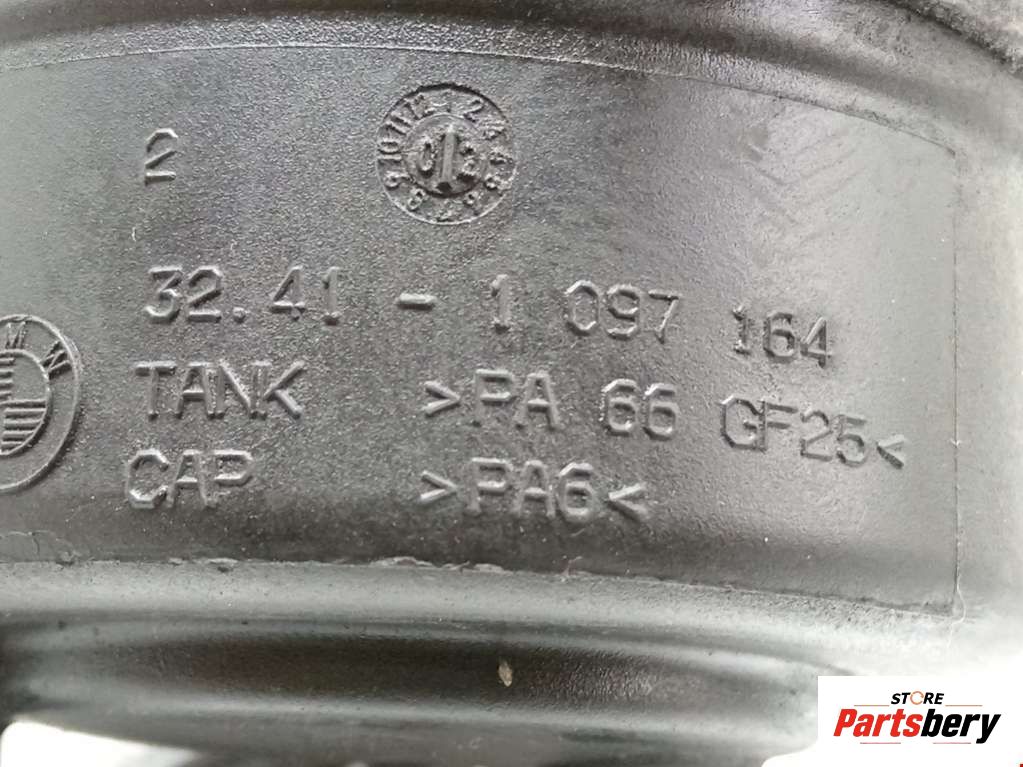 2
32.41 - 1 097 164
TANK >PA 66 GF25<
CAP >PA6<
STORE
Partsbery